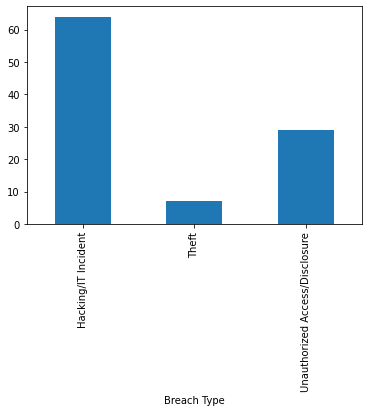 60
50
40
30
20
10
0
Hacking/IT Incident
Theft
Unauthorized Access/Disclosure
Breach Type